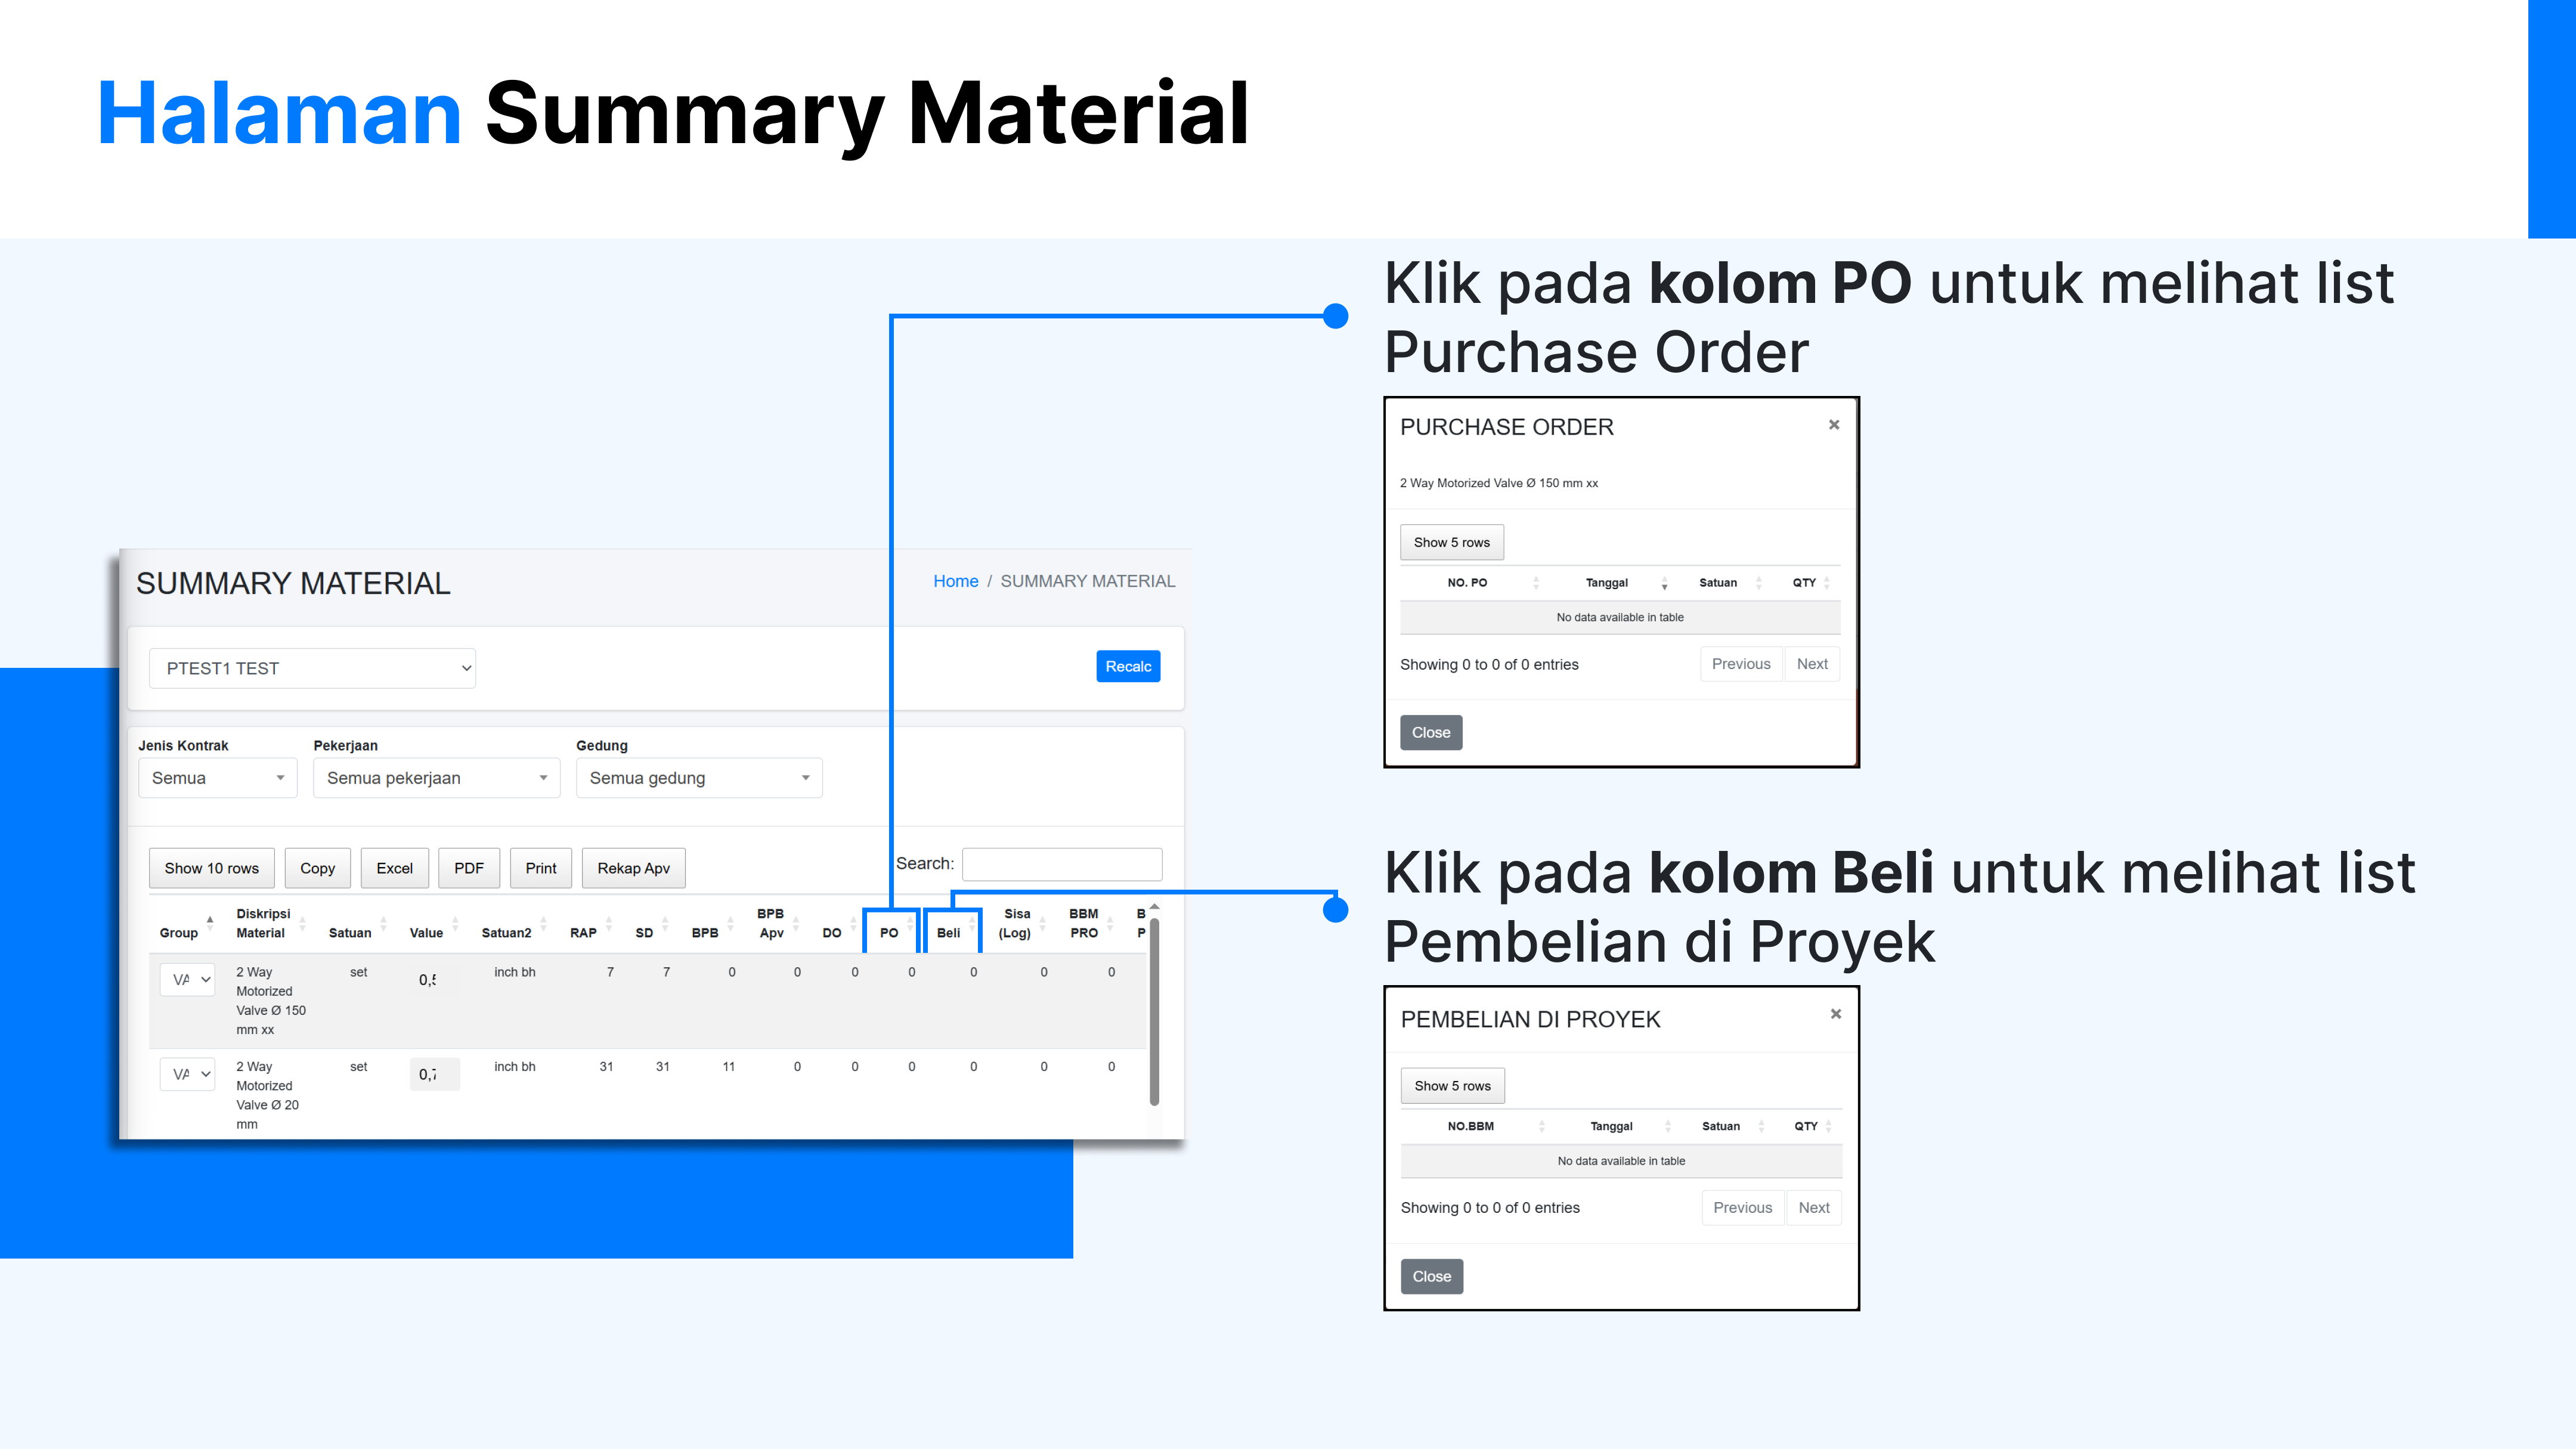 Halaman Summary Material
Klik pada kolom PO untuk melihat list
Purchase Order
PURCHASE ORDER ×
2 Way Motorized Valve Ø 150 mm xx
Show 5 rows
NO. PO Tanggal Satuan QTY
No data available in table
Showing 0 to 0 of 0 entries Previous Next
Close
SUMMARY MATERIAL Home / SUMMARY MATERIAL
PTEST1 TEST Recalc
Jenis Kontrak Pekerjaan Gedung
Semua Semua pekerjaan Semua gedung
Show 10 rows Copy Excel PDF Print Rekap Apv Search:
Group Diskripsi Material Satuan Value Satuan2 RAP SD BPB BPB Apv DO PO Beli Sisa (Log) BBM PRO
VA 2 Way set inch bh 7 7 0 0 0 0 0 0 0
Motorized
Valve Ø 150
mm xx
VA 2 Way set inch bh 31 31 11 0 0 0 0 0 0
Motorized
Valve Ø 20
mm
Klik pada kolom Beli untuk melihat list
Pembelian di Proyek
PEMBELIAN DI PROYEK ×
Show 5 rows
NO.BBM Tanggal Satuan QTY
No data available in table
Showing 0 to 0 of 0 entries Previous Next
Close